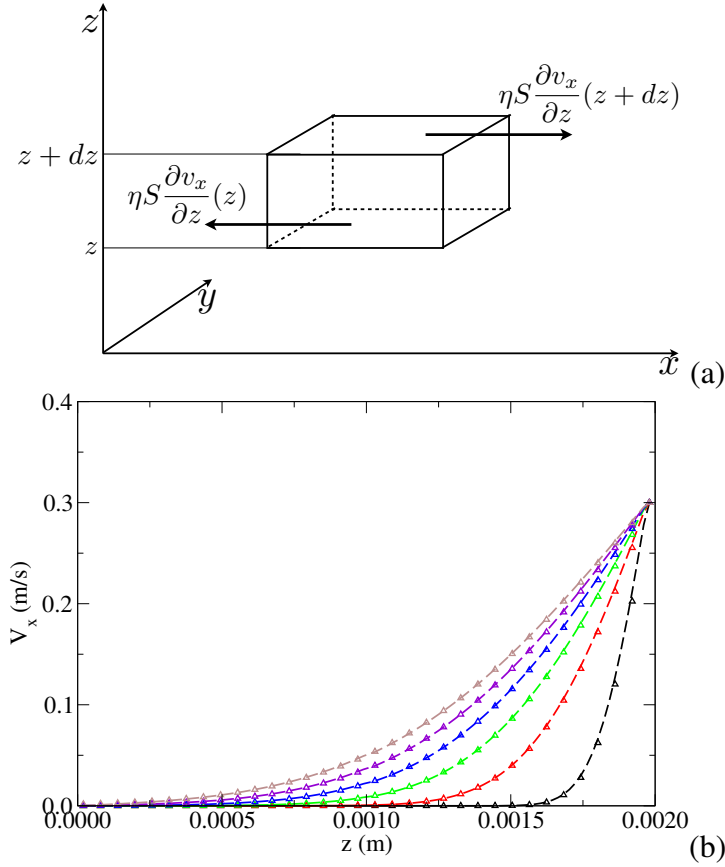 z
ηS ∂v_x/∂z (z + dz)
z + dz
ηS ∂v_x/∂z (z)
z
y
x
(a)
0.4
0.3
0.2
0.1
0.0
V_x (m/s)
0.0000 0.0005 0.0010 0.0015 0.0020
z (m)
(b)